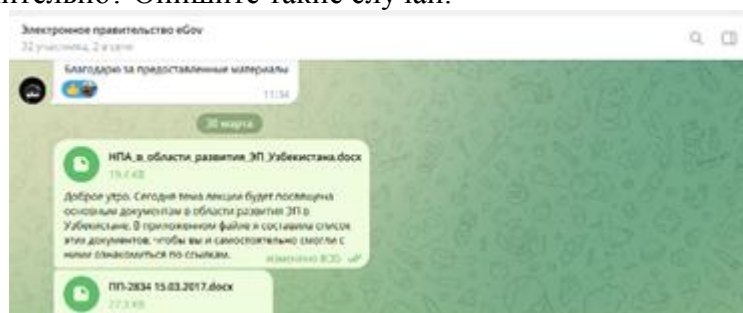 Опишите такие случаи.
Электронное правительство eGov
32 участника, 2 в сети
Благодарю за предоставленные материалы
11:34
30 марта
НПА_в_области_развития_ЭП_Узбекистана.docx
19.4 KB
Доброе утро. Сегодня тема лекции будет посвящена
основным документам в области развития ЭП в
Узбекистане. В приложенном файле я составила список
этих документов, чтобы вы и самостоятельно смогли с
ними ознакомиться по ссылкам.
изменено 8:35
ПП-2834 15.03.2017.docx
27.3 KB